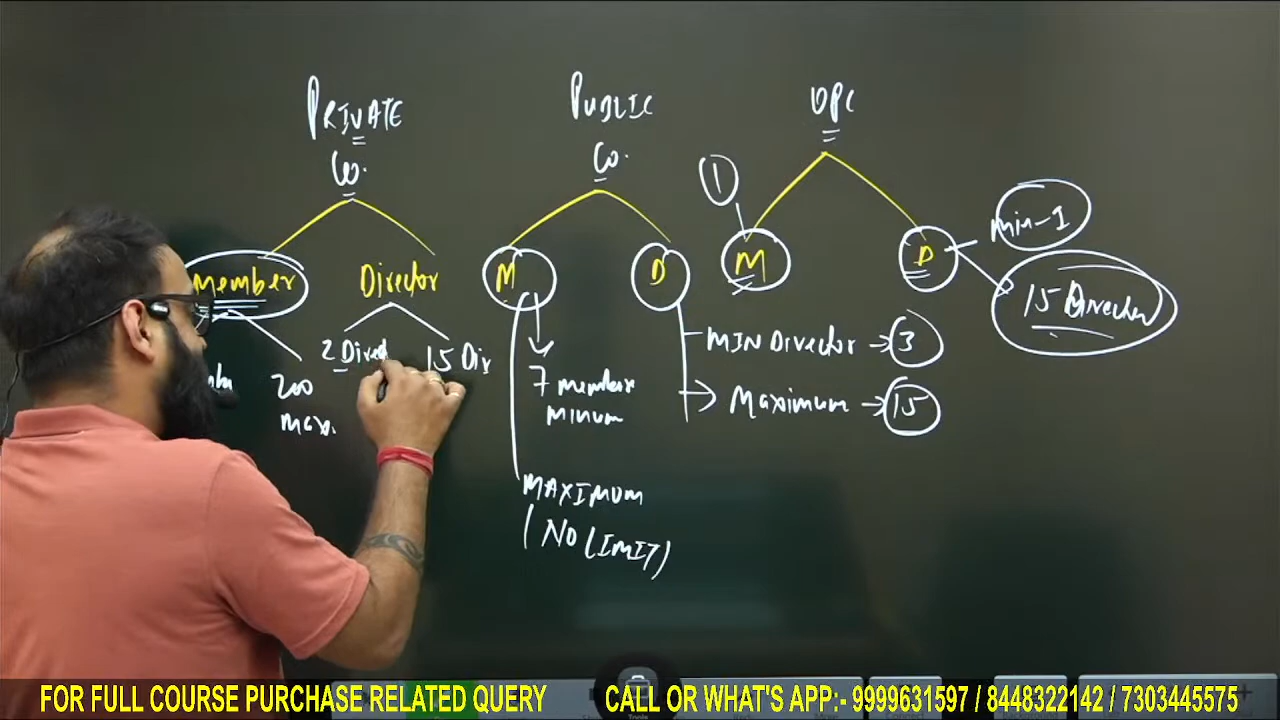 PRIVATE
Co.
Member
Director
200
max.
2 Direct
15 Dir
PUBLIC
Co.
M
D
7 member
MAXIMUM
(NO LIMIT)
MIN Director → 3
Maximum → 15
OPC
1
M
D
min-1
15 Director
FOR FULL COURSE PURCHASE RELATED QUERY CALL OR WHAT'S APP:- 9999631597 / 8448322142 / 7303445575